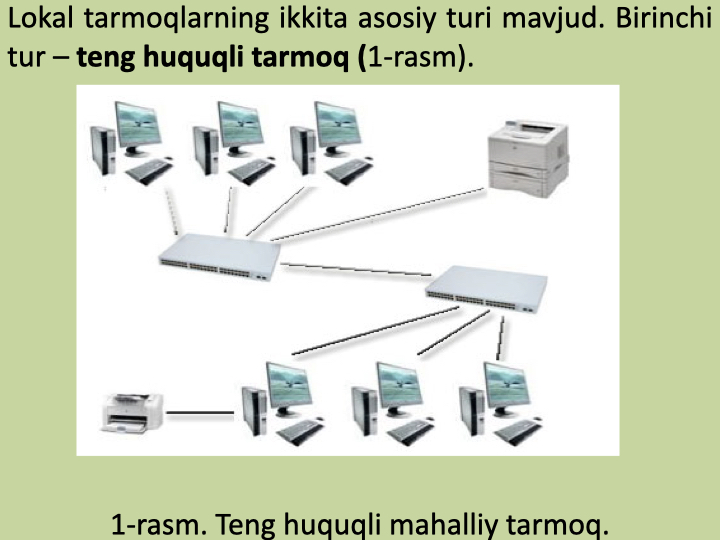 Lokal tarmoqlarning ikkita asosiy turi mavjud. Birinchi
tur – teng huquqli tarmoq (1-rasm).
1-rasm. Teng huquqli mahalliy tarmoq.